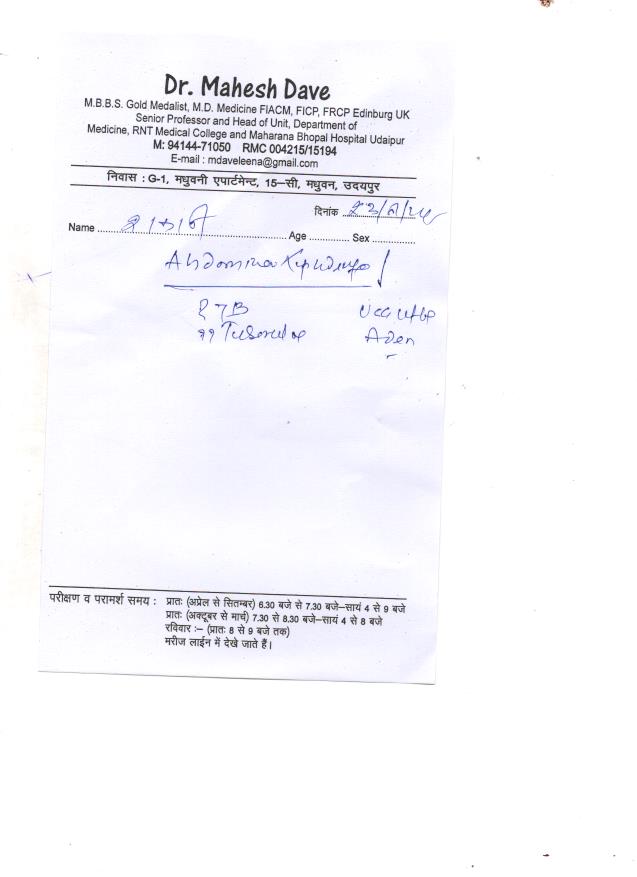 Dr. Mahesh Dave
M.B.B.S. Gold Medalist, M.D. Medicine FIACM, FICP, FRCP Edinburg UK
Senior Professor and Head of Unit, Department of
Medicine, RNT Medical College and Maharana Bhopal Hospital Udaipur
M: 94144-71050 RMC 004215/15194
E-mail : mdaveleena@gmail.com
निवास : G-1, मधुवनी एपार्टमेन्ट, 15–सी, मधुवन, उदयपुर
दिनांक
Name Age Sex
परीक्षण व परामर्श समय : प्रातः (अप्रेल से सितम्बर) 6.30 बजे से 7.30 बजे–सायं 4 से 9 बजे
प्रातः (अक्टूबर से मार्च) 7.30 से 8.30 बजे–सायं 4 से 8 बजे
रविवार :– (प्रातः 8 से 9 बजे तक)
मरीज लाईन में देखे जाते हैं।